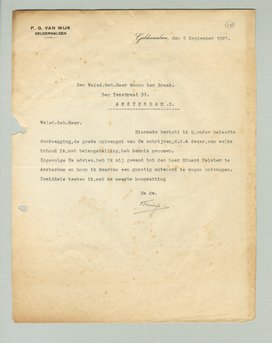 P. G. VAN WIJK
GELDERMALSEN
Geldermalsen, den 9 September 1927.
Den WelEd.Geb.Heer Menno ter Braak.
Den Texstraat 31.
AMSTERDAM.C.
WelEd.Geb.Heer.
Hiermede bericht ik U, onder beleefde
dankzegging, de goede ontvangst van Uw schrijven, d.d.4 dezer, van welks
inhoud ik, met belangstelling, heb kennis genomen.
Ingevolge Uw advies, heb ik mij gewend tot den Heer Eduard Pelster te
Amsterdam en hoop ik daarvan een gunstig antwoord te mogen ontvangen.
Inmiddels teeken ik, met de meeste hoogachting
Uw dw.